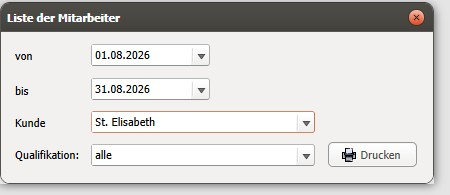 Liste der Mitarbeiter
von 01.08.2026
bis 31.08.2026
Kunde St. Elisabeth
Qualifikation: alle Drucken